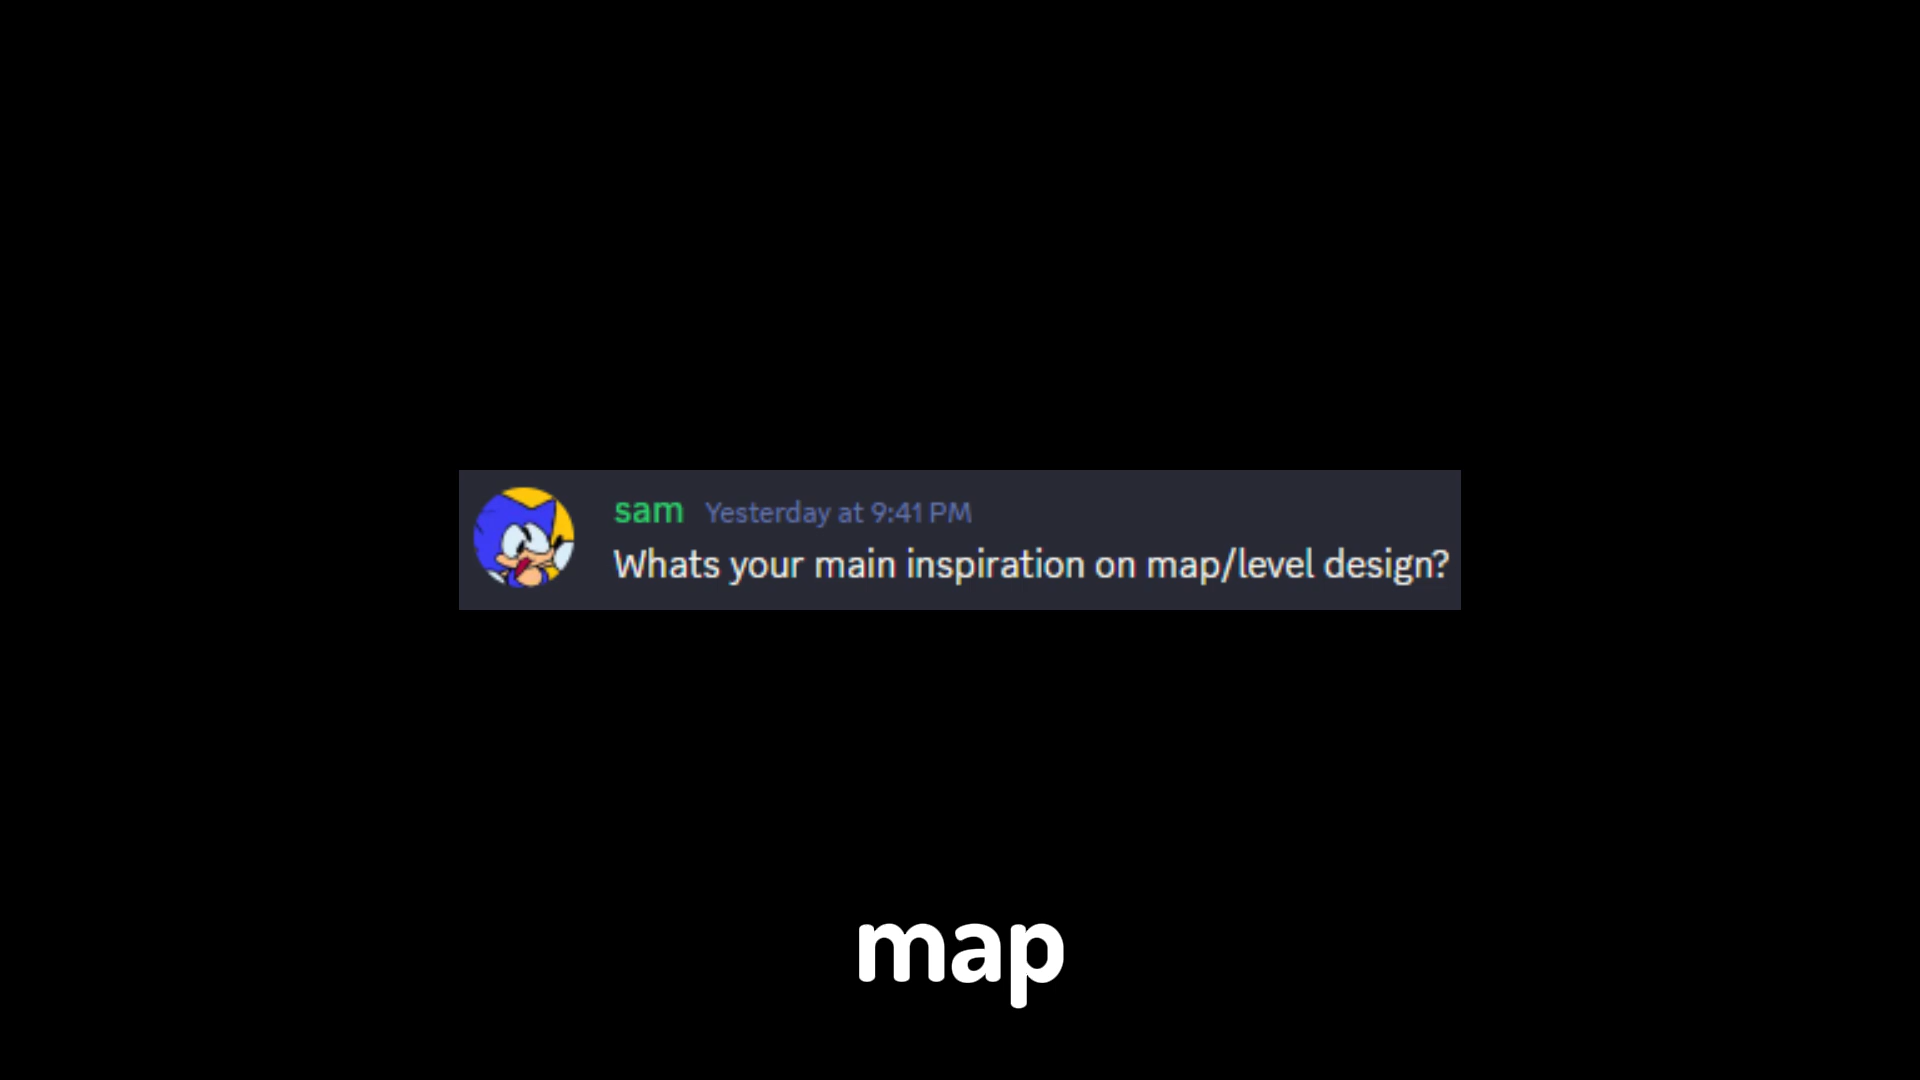 sam Yesterday at 9:41 PM
Whats your main inspiration on map/level design?
map